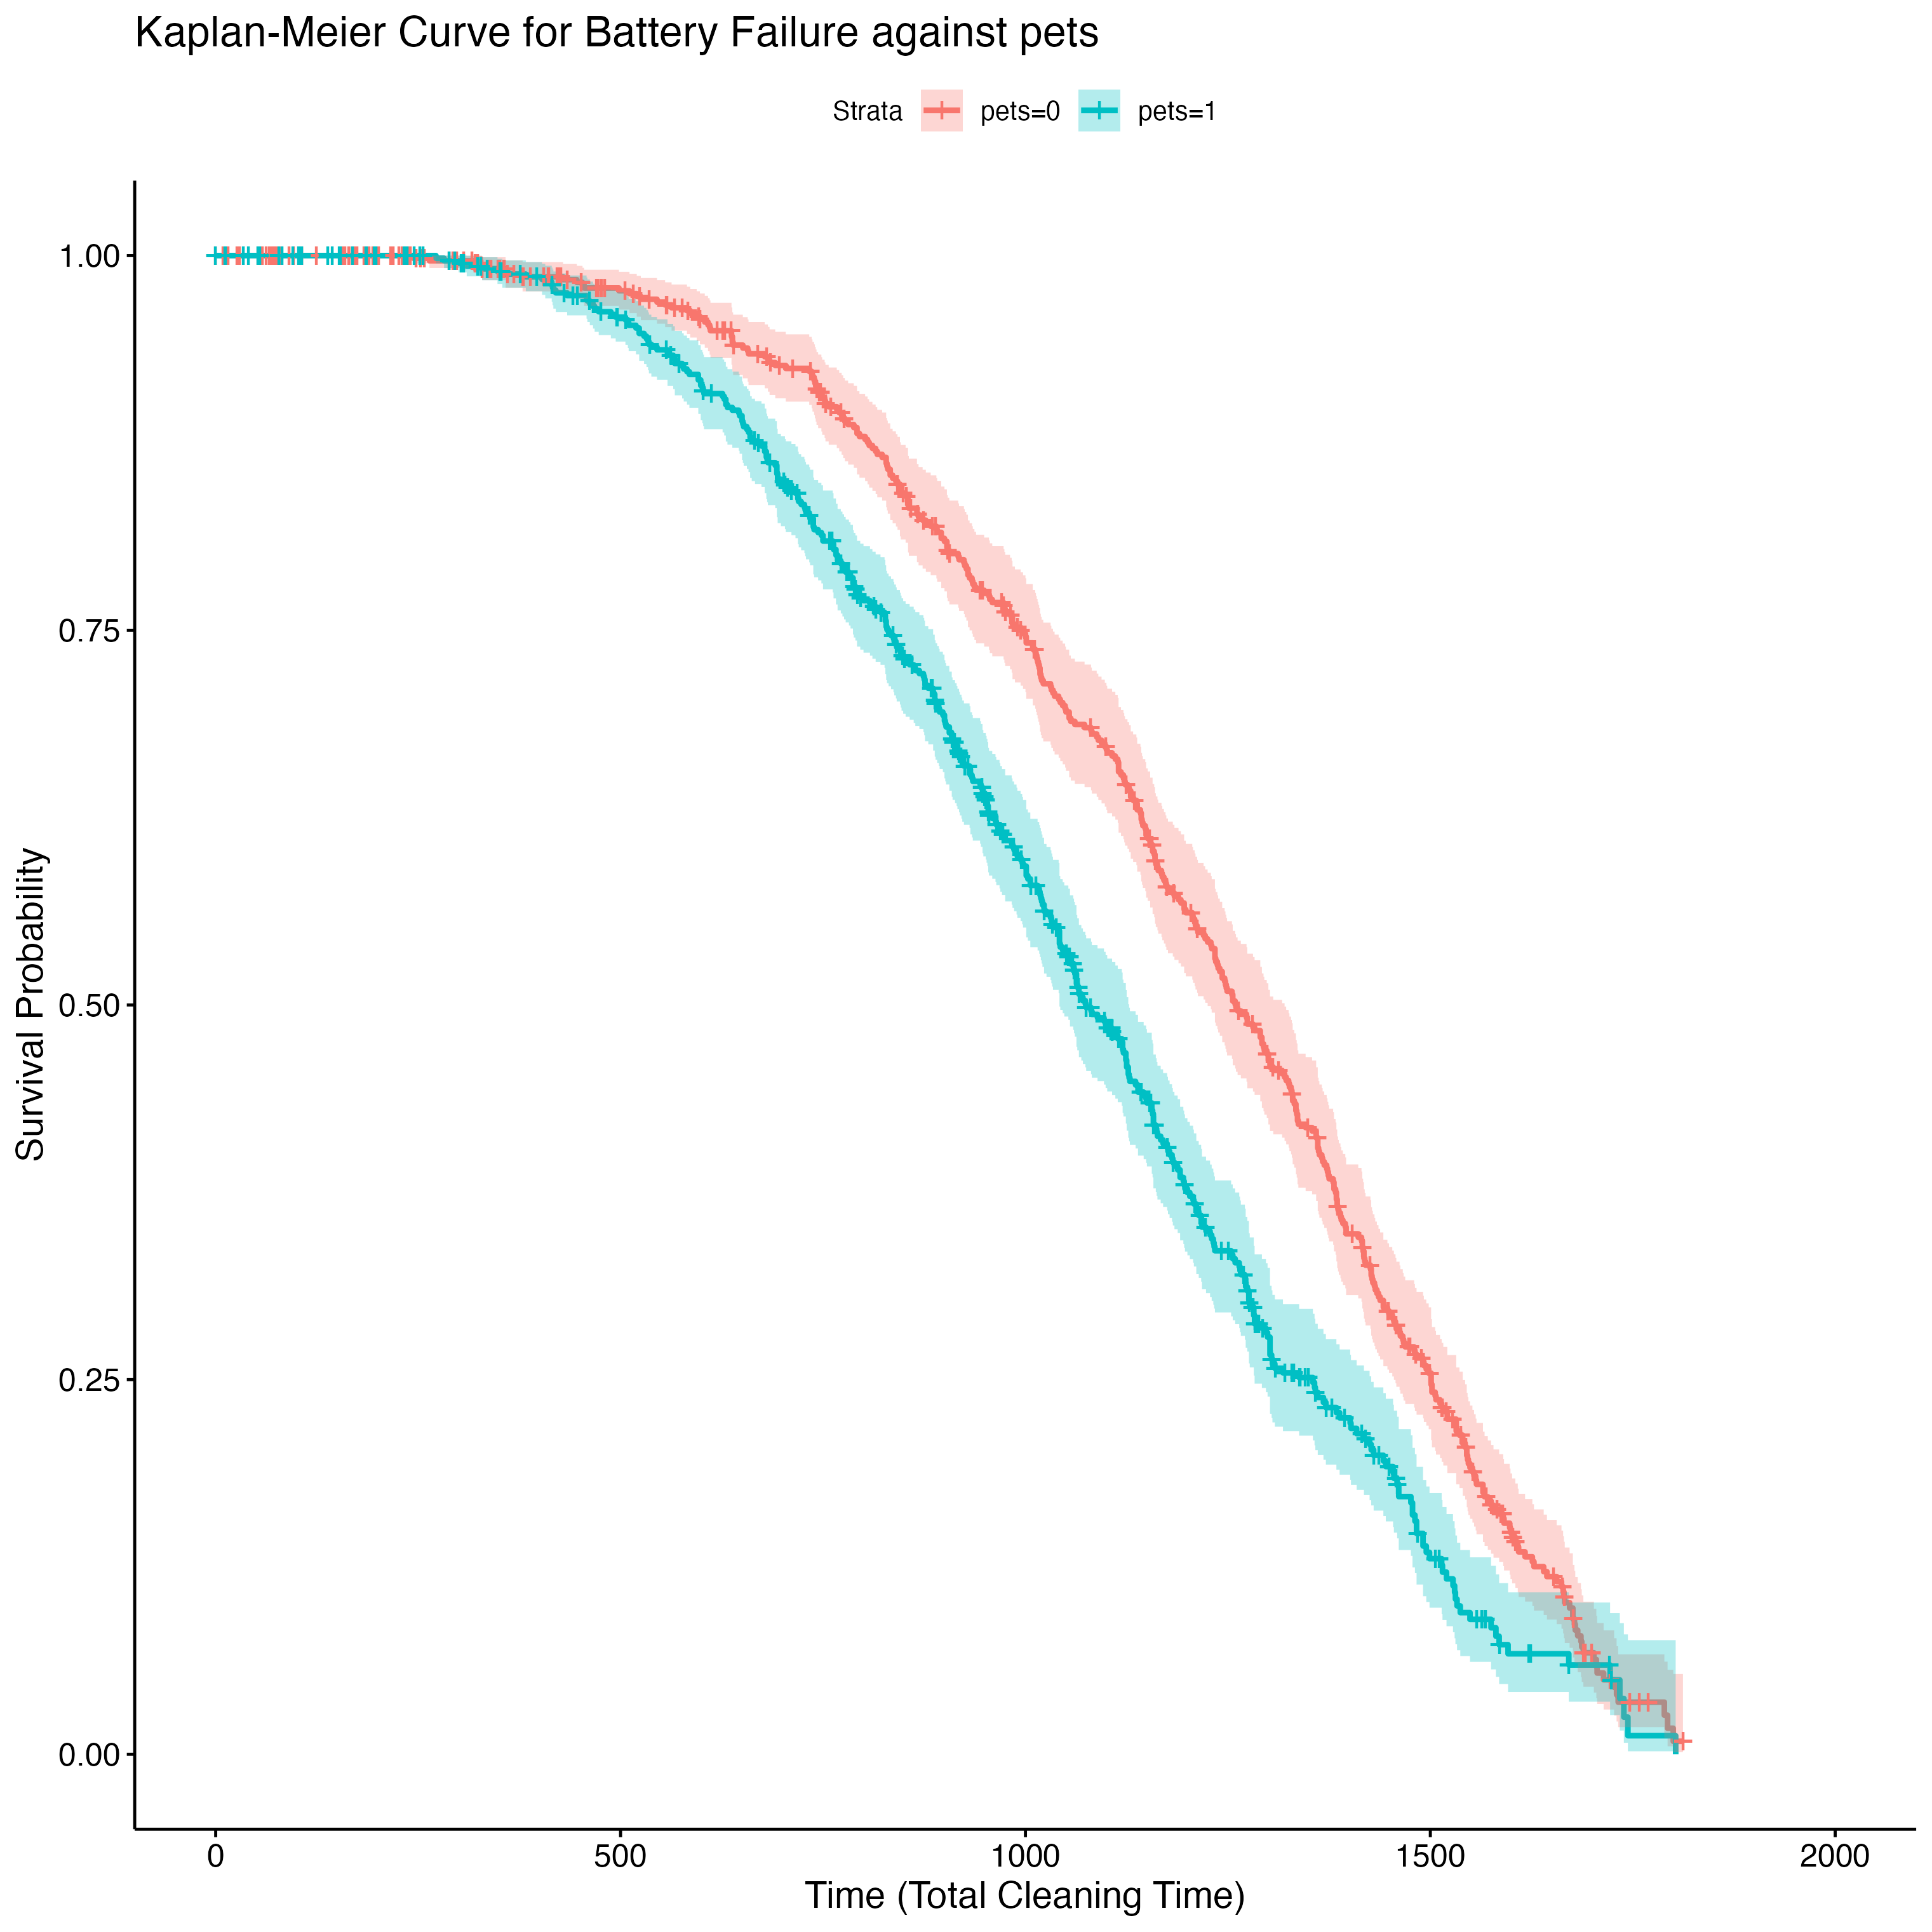 Kaplan-Meier Curve for Battery Failure against pets
Strata pets=0 pets=1
1.00
0.75
0.50
0.25
0.00
Survival Probability
0 500 1000 1500 2000
Time (Total Cleaning Time)